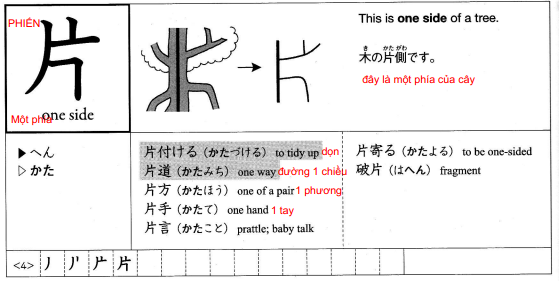 PHIÊN
片
Một phía
one side
This is one side of a tree.
き かたがわ
木の片側です。
đây là một phía của cây
▶ へん
▷ かた
片付ける（かたづける） to tidy up dọn
片道（かたみち） one way đường 1 chiều
片方（かたほう） one of a pair 1 phương
片手（かたて） one hand 1 tay
片言（かたこと） prattle; baby talk
片寄る（かたよる） to be one-sided
破片（はへん） fragment
<4> 丿 丿丨 片